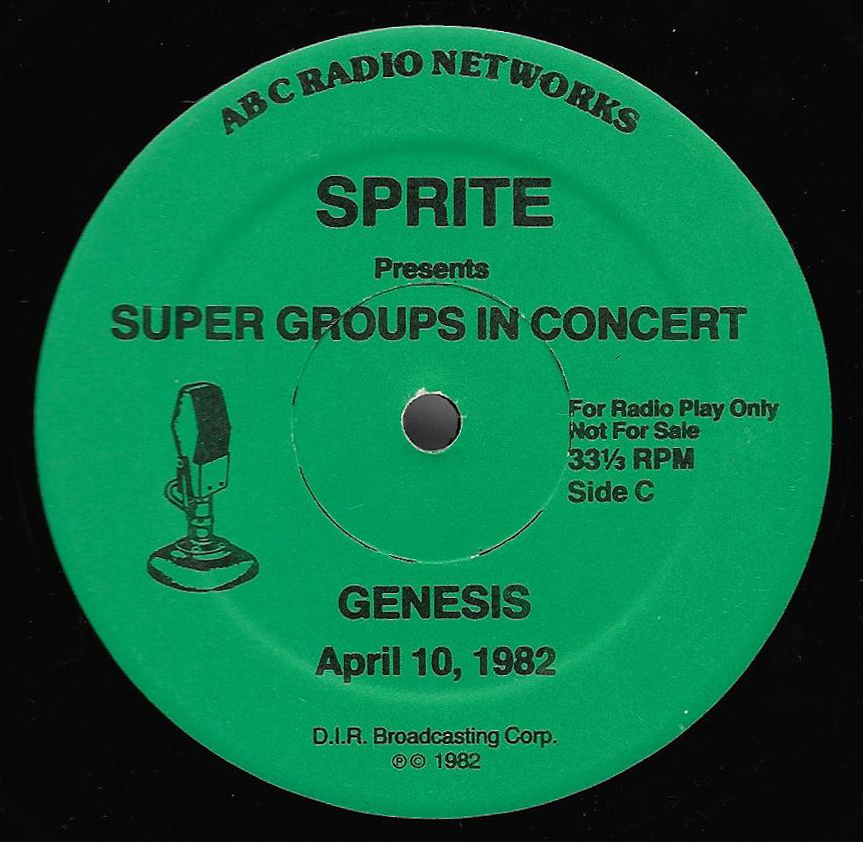 ABC RADIO NETWORKS
SPRITE
Presents
SUPER GROUPS IN CONCERT
For Radio Play Only
Not For Sale
33⅓ RPM
Side C
GENESIS
April 10, 1982
D.I.R. Broadcasting Corp.
℗© 1982